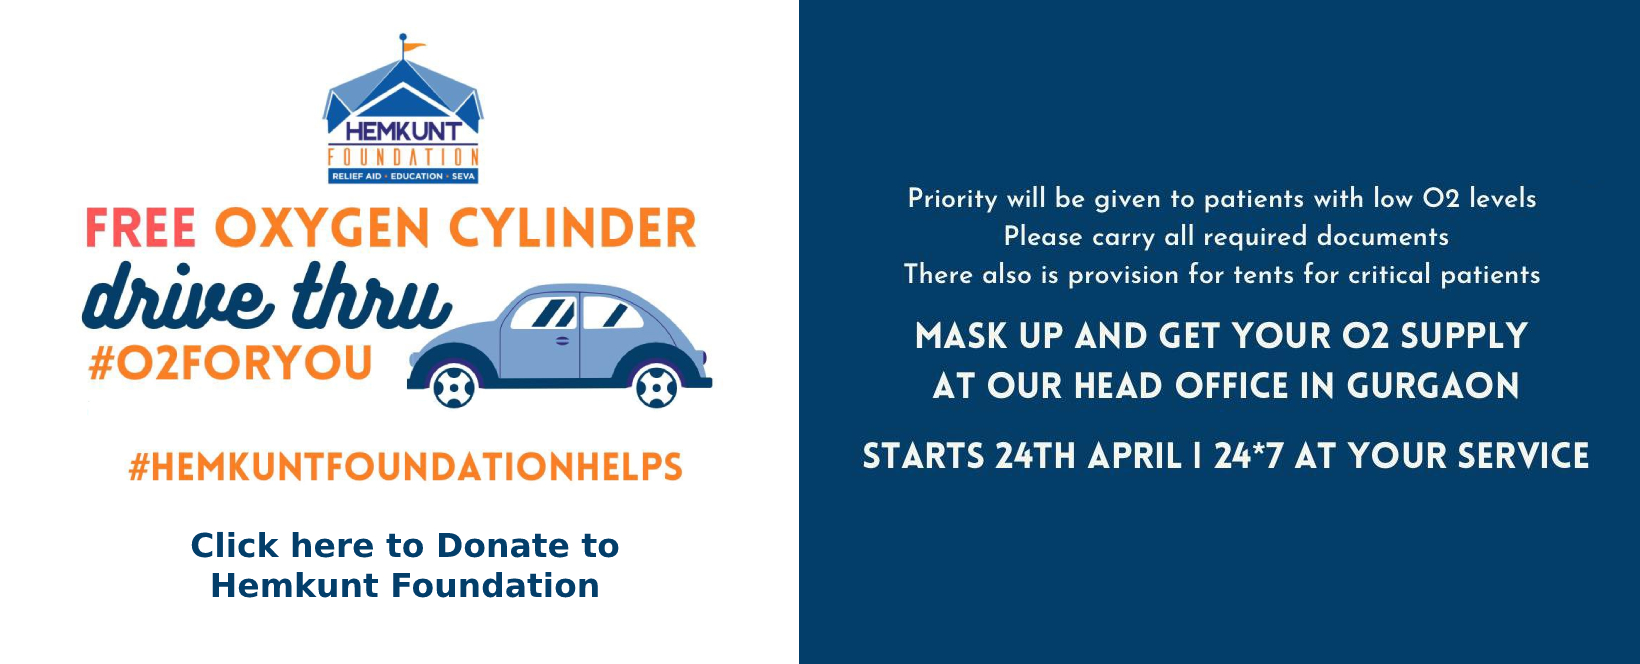 HEMKUNT
FOUNDATION
RELIEF AID · EDUCATION · SEVA
FREE OXYGEN CYLINDER
drive thru
#O2FORYOU
#HEMKUNTFOUNDATIONHELPS
Click here to Donate to
Hemkunt Foundation
Priority will be given to patients with low O2 levels
Please carry all required documents
There also is provision for tents for critical patients
MASK UP AND GET YOUR O2 SUPPLY
AT OUR HEAD OFFICE IN GURGAON
STARTS 24TH APRIL | 24*7 AT YOUR SERVICE